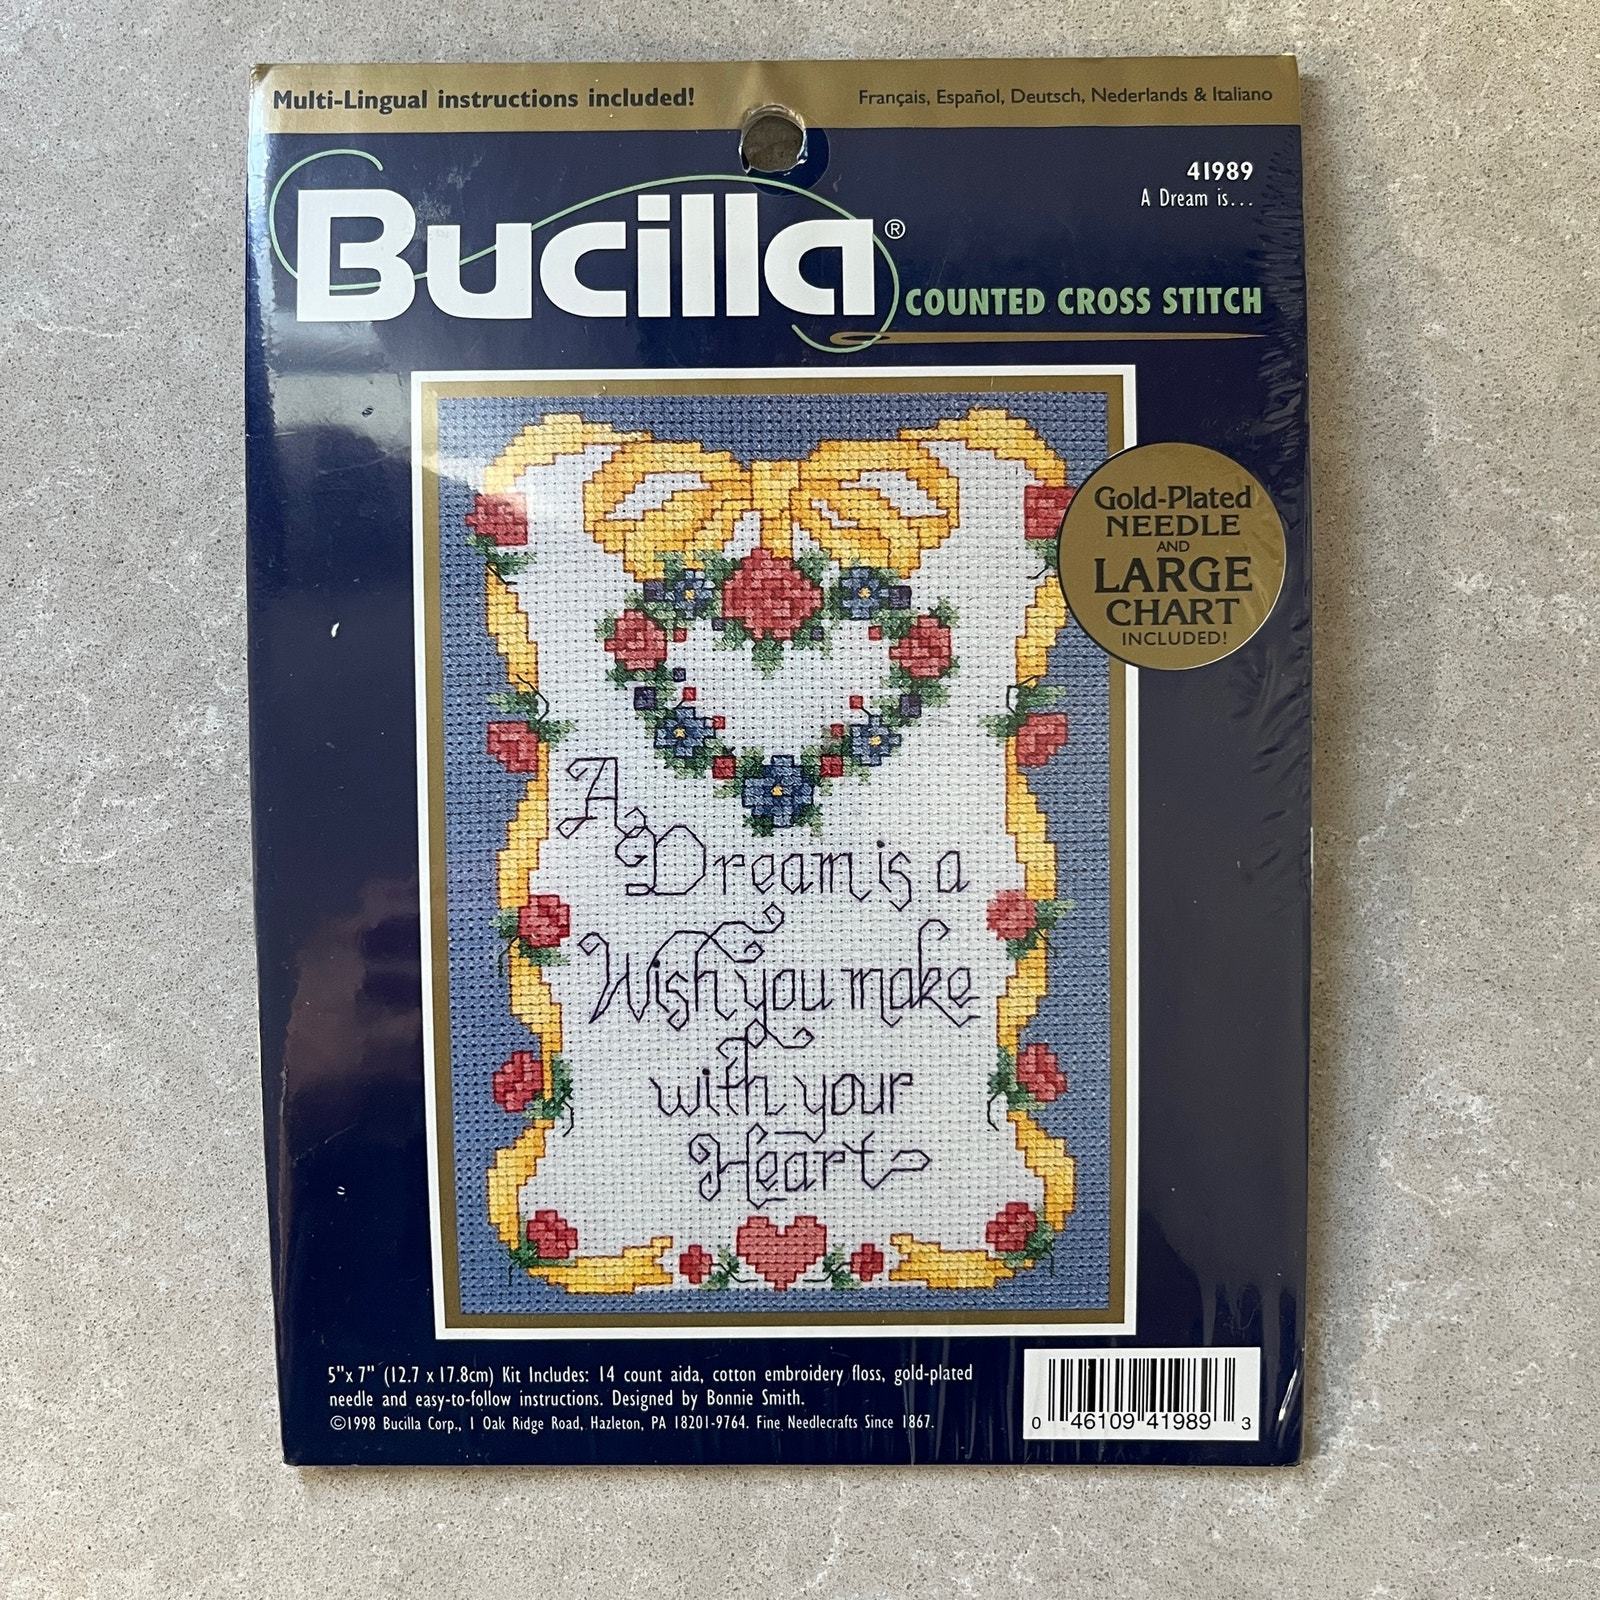 Multi-Lingual instructions included!
Français, Español, Deutsch, Nederlands & Italiano
41989
A Dream is...
Bucilla®
COUNTED CROSS STITCH
Gold-Plated
NEEDLE
AND
LARGE
CHART
INCLUDED!
A
Dream is a
Wish you make
with your
Heart
5"x 7" (12.7 x 17.8cm) Kit Includes: 14 count aida, cotton embroidery floss, gold-plated
needle and easy-to-follow instructions. Designed by Bonnie Smith.
©1998 Bucilla Corp., 1 Oak Ridge Road, Hazleton, PA 18201-9764. Fine Needlecrafts Since 1867.
0 46109 41989 3